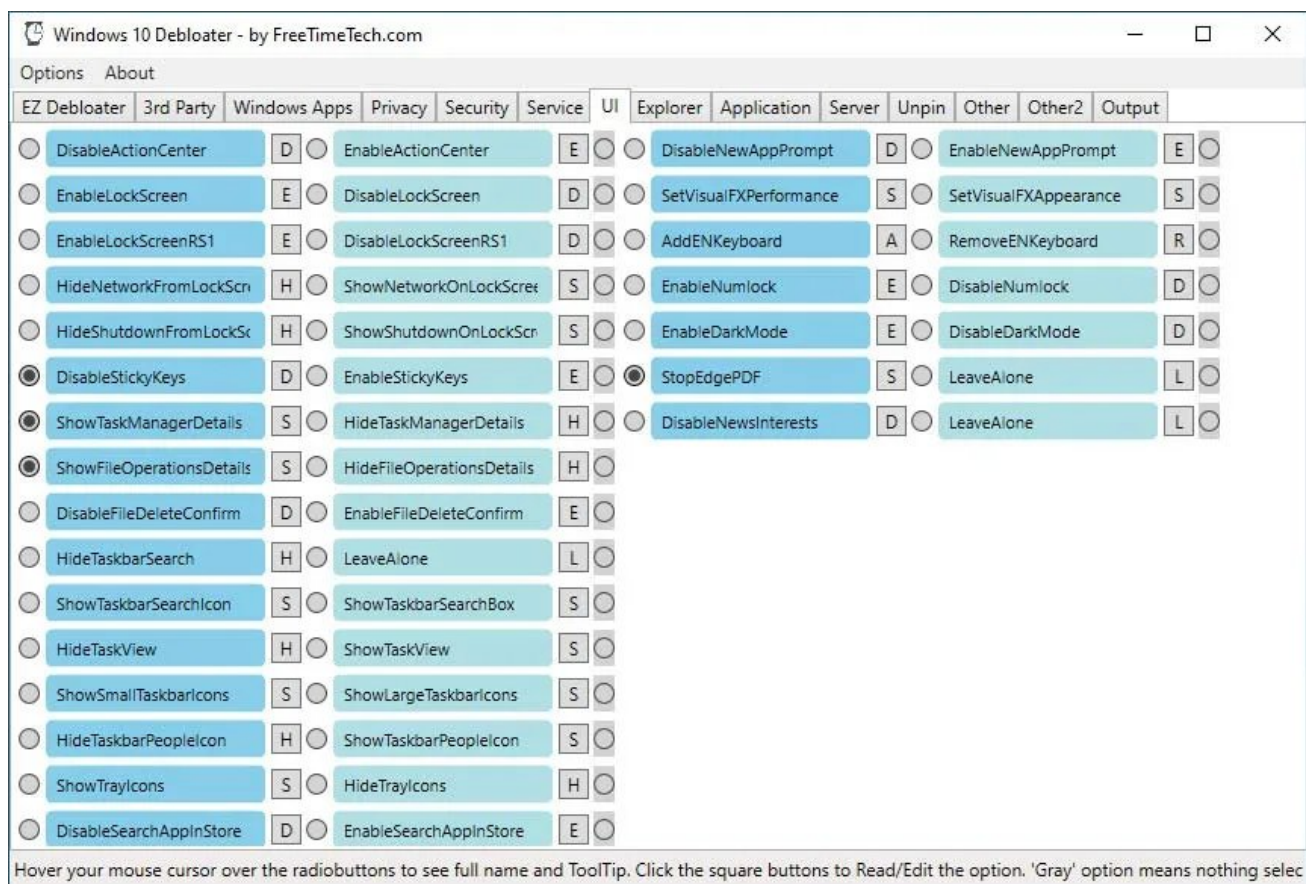 Windows 10 Debloater - by FreeTimeTech.com
Options About
EZ Debloater 3rd Party Windows Apps Privacy Security Service UI Explorer Application Server Unpin Other Other2 Output
DisableActionCenter D EnableActionCenter E DisableNewAppPrompt D EnableNewAppPrompt E
EnableLockScreen E DisableLockScreen D SetVisualFXPerformance S SetVisualFXAppearance S
EnableLockScreenRS1 E DisableLockScreenRS1 D AddENKeyboard A RemoveENKeyboard R
HideNetworkFromLockScr H ShowNetworkOnLockScree S EnableNumlock E DisableNumlock D
HideShutdownFromLockSc H ShowShutdownOnLockScr S EnableDarkMode E DisableDarkMode D
DisableStickyKeys D EnableStickyKeys E StopEdgePDF S LeaveAlone L
ShowTaskManagerDetails S HideTaskManagerDetails H DisableNewsInterests D LeaveAlone L
ShowFileOperationsDetails S HideFileOperationsDetails H
DisableFileDeleteConfirm D EnableFileDeleteConfirm E
HideTaskbarSearch H LeaveAlone L
ShowTaskbarSearchIcon S ShowTaskbarSearchBox S
HideTaskView H ShowTaskView S
ShowSmallTaskbarIcons S ShowLargeTaskbarIcons S
HideTaskbarPeopleIcon H ShowTaskbarPeopleIcon S
ShowTrayIcons S HideTrayIcons H
DisableSearchAppInStore D EnableSearchAppInStore E
Hover your mouse cursor over the radiobuttons to see full name and ToolTip. Click the square buttons to Read/Edit the option. 'Gray' option means nothing selec